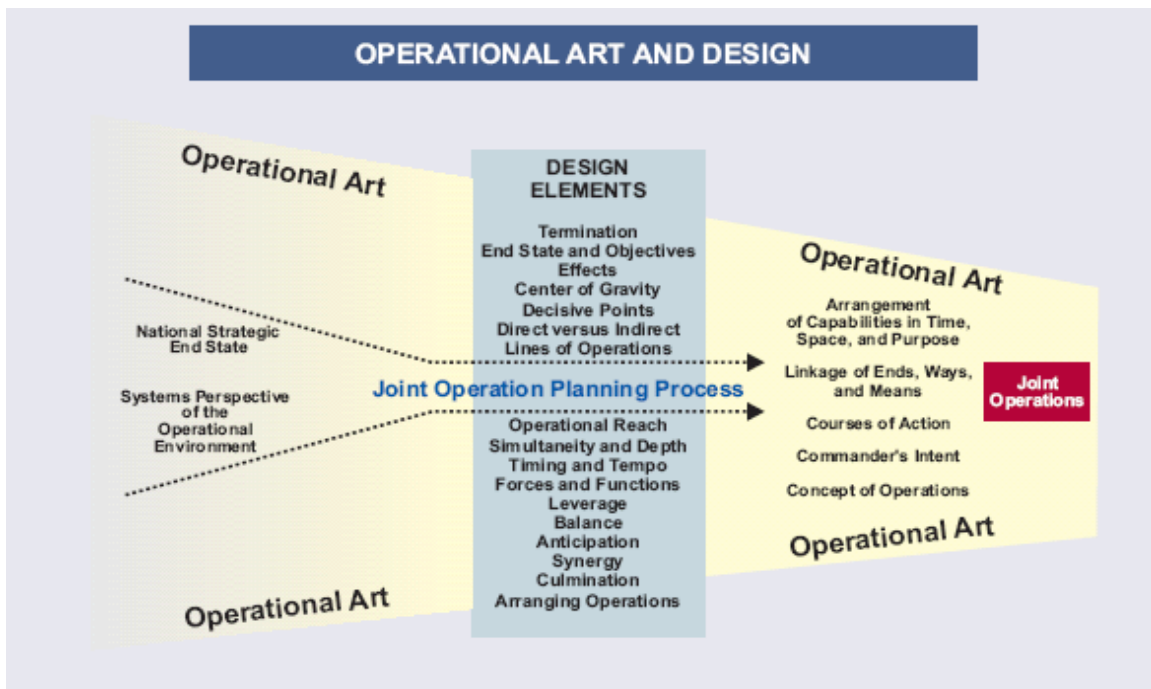 OPERATIONAL ART AND DESIGN
Operational Art
National Strategic
End State
Systems Perspective
of the
Operational
Environment
Operational Art
DESIGN
ELEMENTS
Termination
End State and Objectives
Effects
Center of Gravity
Decisive Points
Direct versus Indirect
Lines of Operations
Joint Operation Planning Process
Operational Reach
Simultaneity and Depth
Timing and Tempo
Forces and Functions
Leverage
Balance
Anticipation
Synergy
Culmination
Arranging Operations
Operational Art
Arrangement
of Capabilities in Time,
Space, and Purpose
Linkage of Ends, Ways,
and Means
Courses of Action
Commander's Intent
Concept of Operations
Operational Art
Joint
Operations